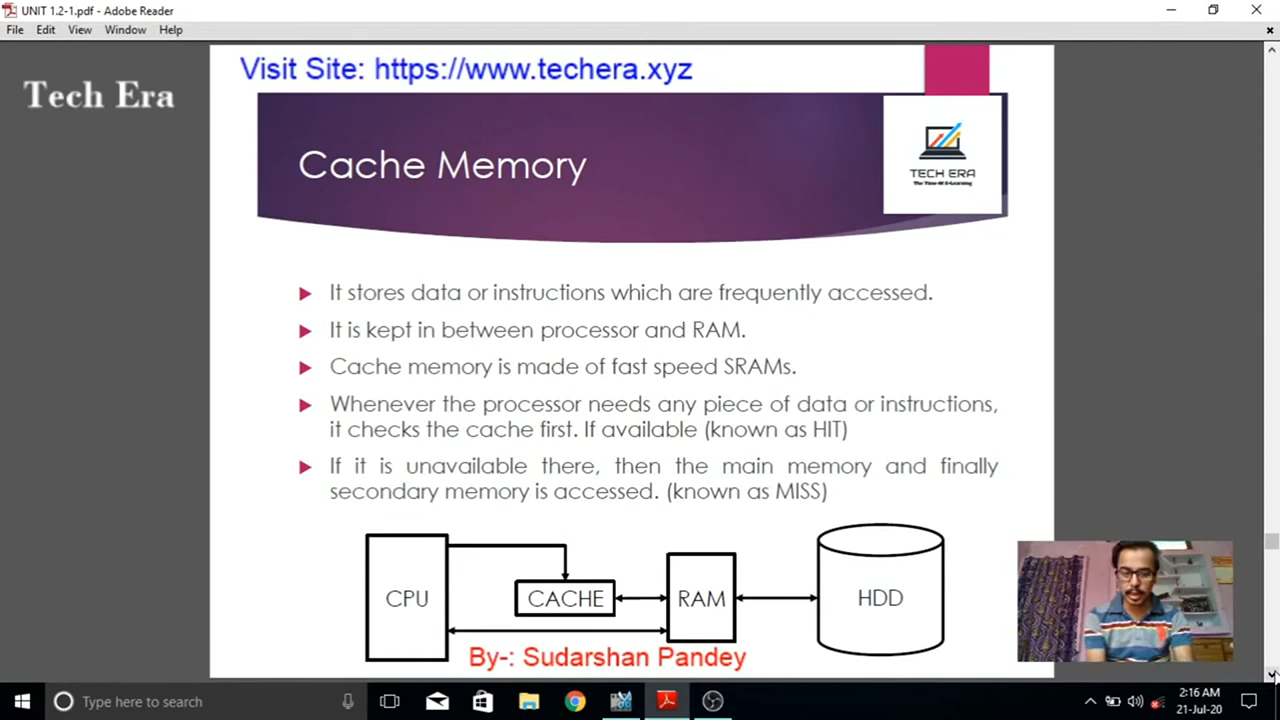 UNIT 1.2-1.pdf - Adobe Reader
File Edit View Window Help
Visit Site: https://www.techera.xyz
Tech Era
Cache Memory
TECH ERA
The Time Of E-Learning
It stores data or instructions which are frequently accessed.
It is kept in between processor and RAM.
Cache memory is made of fast speed SRAMs.
Whenever the processor needs any piece of data or instructions,
it checks the cache first. If available (known as HIT)
If it is unavailable there, then the main memory and finally
secondary memory is accessed. (known as MISS)
CPU
CACHE
RAM
HDD
By-: Sudarshan Pandey
Type here to search
2:16 AM
21-Jul-20